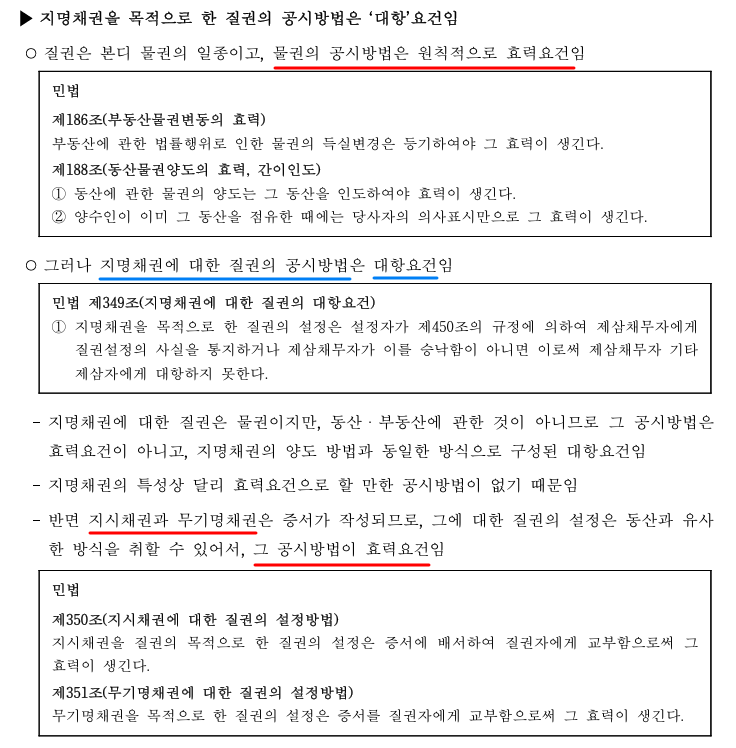 ▶ 지명채권을 목적으로 한 질권의 공시방법은 ‘대항’요건임
○ 질권은 본디 물권의 일종이고, 물권의 공시방법은 원칙적으로 효력요건임
민법
제186조(부동산물권변동의 효력)
부동산에 관한 법률행위로 인한 물권의 득실변경은 등기하여야 그 효력이 생긴다.
제188조(동산물권양도의 효력, 간이인도)
① 동산에 관한 물권의 양도는 그 동산을 인도하여야 효력이 생긴다.
② 양수인이 이미 그 동산을 점유한 때에는 당사자의 의사표시만으로 그 효력이 생긴다.
○ 그러나 지명채권에 대한 질권의 공시방법은 대항요건임
민법 제349조(지명채권에 대한 질권의 대항요건)
① 지명채권을 목적으로 한 질권의 설정은 설정자가 제450조의 규정에 의하여 제삼채무자에게
질권설정의 사실을 통지하거나 제삼채무자가 이를 승낙함이 아니면 이로써 제삼채무자 기타
제삼자에게 대항하지 못한다.
- 지명채권에 대한 질권은 물권이지만, 동산 · 부동산에 관한 것이 아니므로 그 공시방법은
효력요건이 아니고, 지명채권의 양도 방법과 동일한 방식으로 구성된 대항요건임
- 지명채권의 특성상 달리 효력요건으로 할 만한 공시방법이 없기 때문임
- 반면 지시채권과 무기명채권은 증서가 작성되므로, 그에 대한 질권의 설정은 동산과 유사
한 방식을 취할 수 있어서, 그 공시방법이 효력요건임
민법
제350조(지시채권에 대한 질권의 설정방법)
지시채권을 질권의 목적으로 한 질권의 설정은 증서에 배서하여 질권자에게 교부함으로써 그
효력이 생긴다.
제351조(무기명채권에 대한 질권의 설정방법)
무기명채권을 목적으로 한 질권의 설정은 증서를 질권자에게 교부함으로써 그 효력이 생긴다.